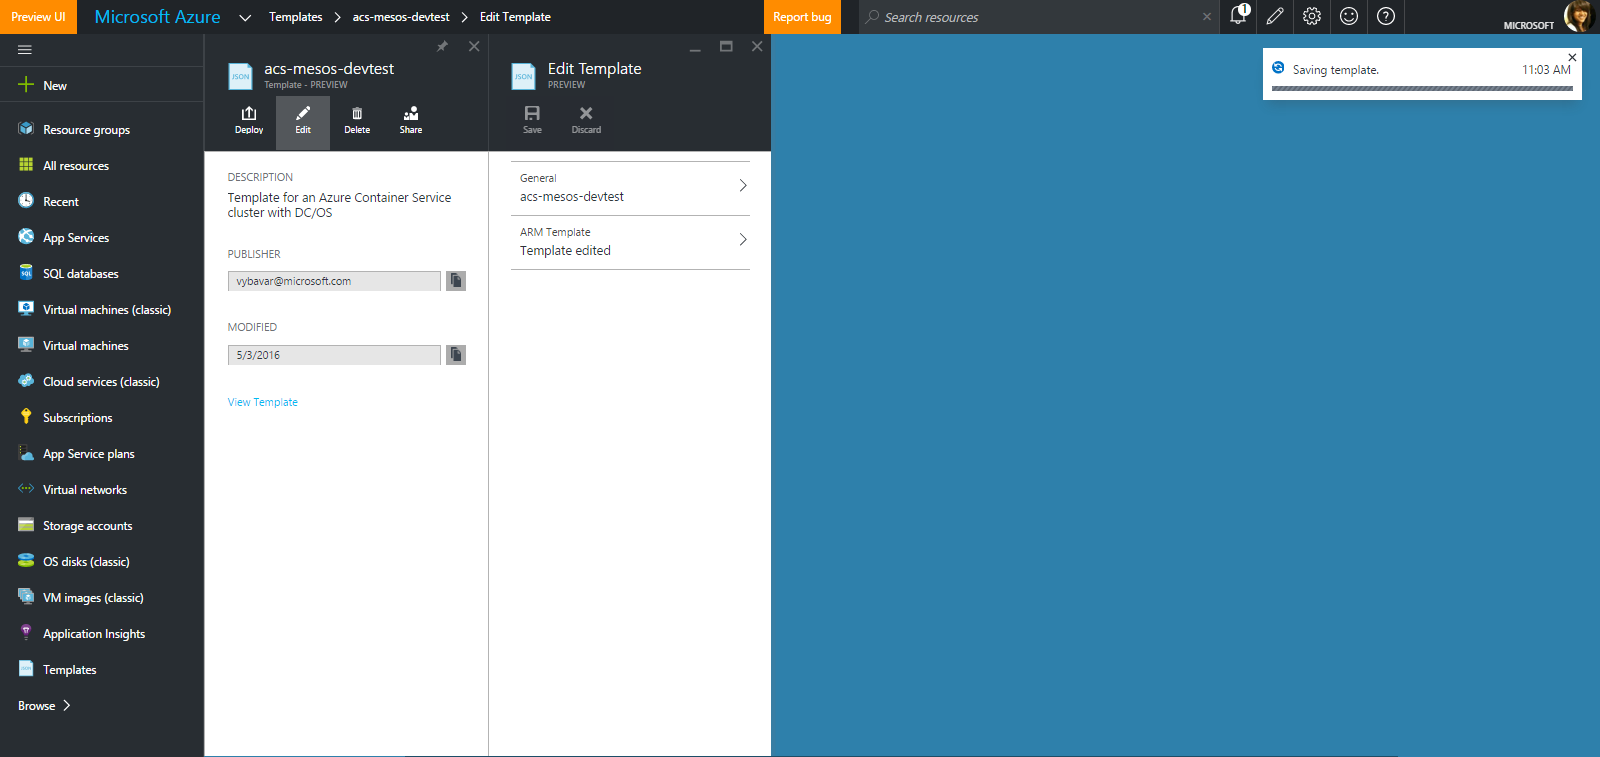 Preview UI
Microsoft Azure
Templates
acs-mesos-devtest
Edit Template
Report bug
Search resources
1
MICROSOFT
New
Resource groups
All resources
Recent
App Services
SQL
SQL databases
Virtual machines (classic)
Virtual machines
Cloud services (classic)
Subscriptions
App Service plans
Virtual networks
Storage accounts
OS disks (classic)
VM images (classic)
Application Insights
JSON
Templates
Browse
JSON
acs-mesos-devtest
Template - PREVIEW
Deploy
Edit
Delete
Share
DESCRIPTION
Template for an Azure Container Service
cluster with DC/OS
PUBLISHER
vybavar@microsoft.com
MODIFIED
5/3/2016
View Template
JSON
Edit Template
PREVIEW
Save
Discard
General
acs-mesos-devtest
ARM Template
Template edited
Saving template.
11:03 AM